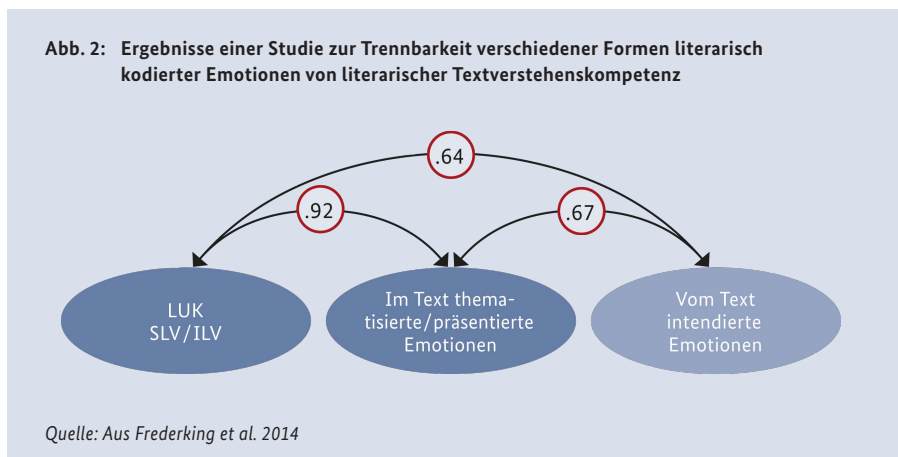 Abb. 2: Ergebnisse einer Studie zur Trennbarkeit verschiedener Formen literarisch
kodierter Emotionen von literarischer Textverstehenskompetenz
.64
.92
.67
LUK
SLV/ILV
Im Text thema-
tisierte/präsentierte
Emotionen
Vom Text
intendierte
Emotionen
Quelle: Aus Frederking et al. 2014